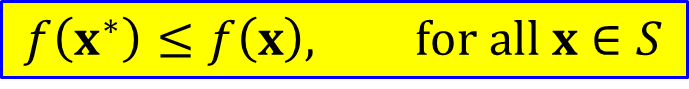 f(x*) ≤ f(x), for all x ∈ S